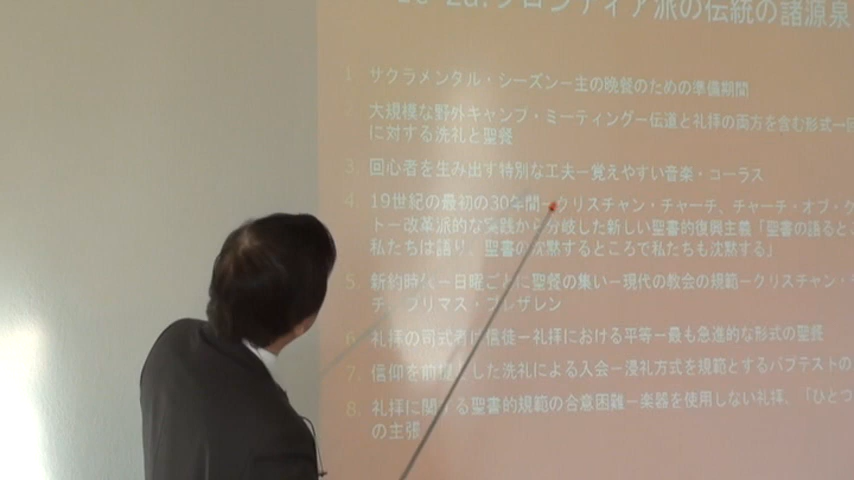 フロンティア派の伝統の諸源泉
1. サクラメンタル・シーズン－主の晩餐のための準備期間
2. 大規模な野外キャンプ・ミーティング－伝道と礼拝の両方を含む形式－回
に対する洗礼と聖餐
3. 回心者を生み出す特別な工夫－覚えやすい音楽・コーラス
4. 19世紀の最初の30年間－クリスチャン・チャーチ、チャーチ・オブ・ク
トー改革派的な実践から分岐した新しい聖書的復興主義「聖書の語るとこ
私たちは語り、聖書の沈黙するところで私たちも沈黙する」
5. 新約時代－日曜ごとに聖餐の集い－現代の教会の規範－クリスチャン・
チ、プリマス・ブレザレン
6. 礼拝の司式者は信徒－礼拝における平等－最も急進的な形式の聖餐
7. 信仰を前提とした洗礼による入会－浸礼方式を規範とするバプテストの
8. 礼拝に関する聖書的規範の合意困難－楽器を使用しない礼拝、「ひとつ
の主張